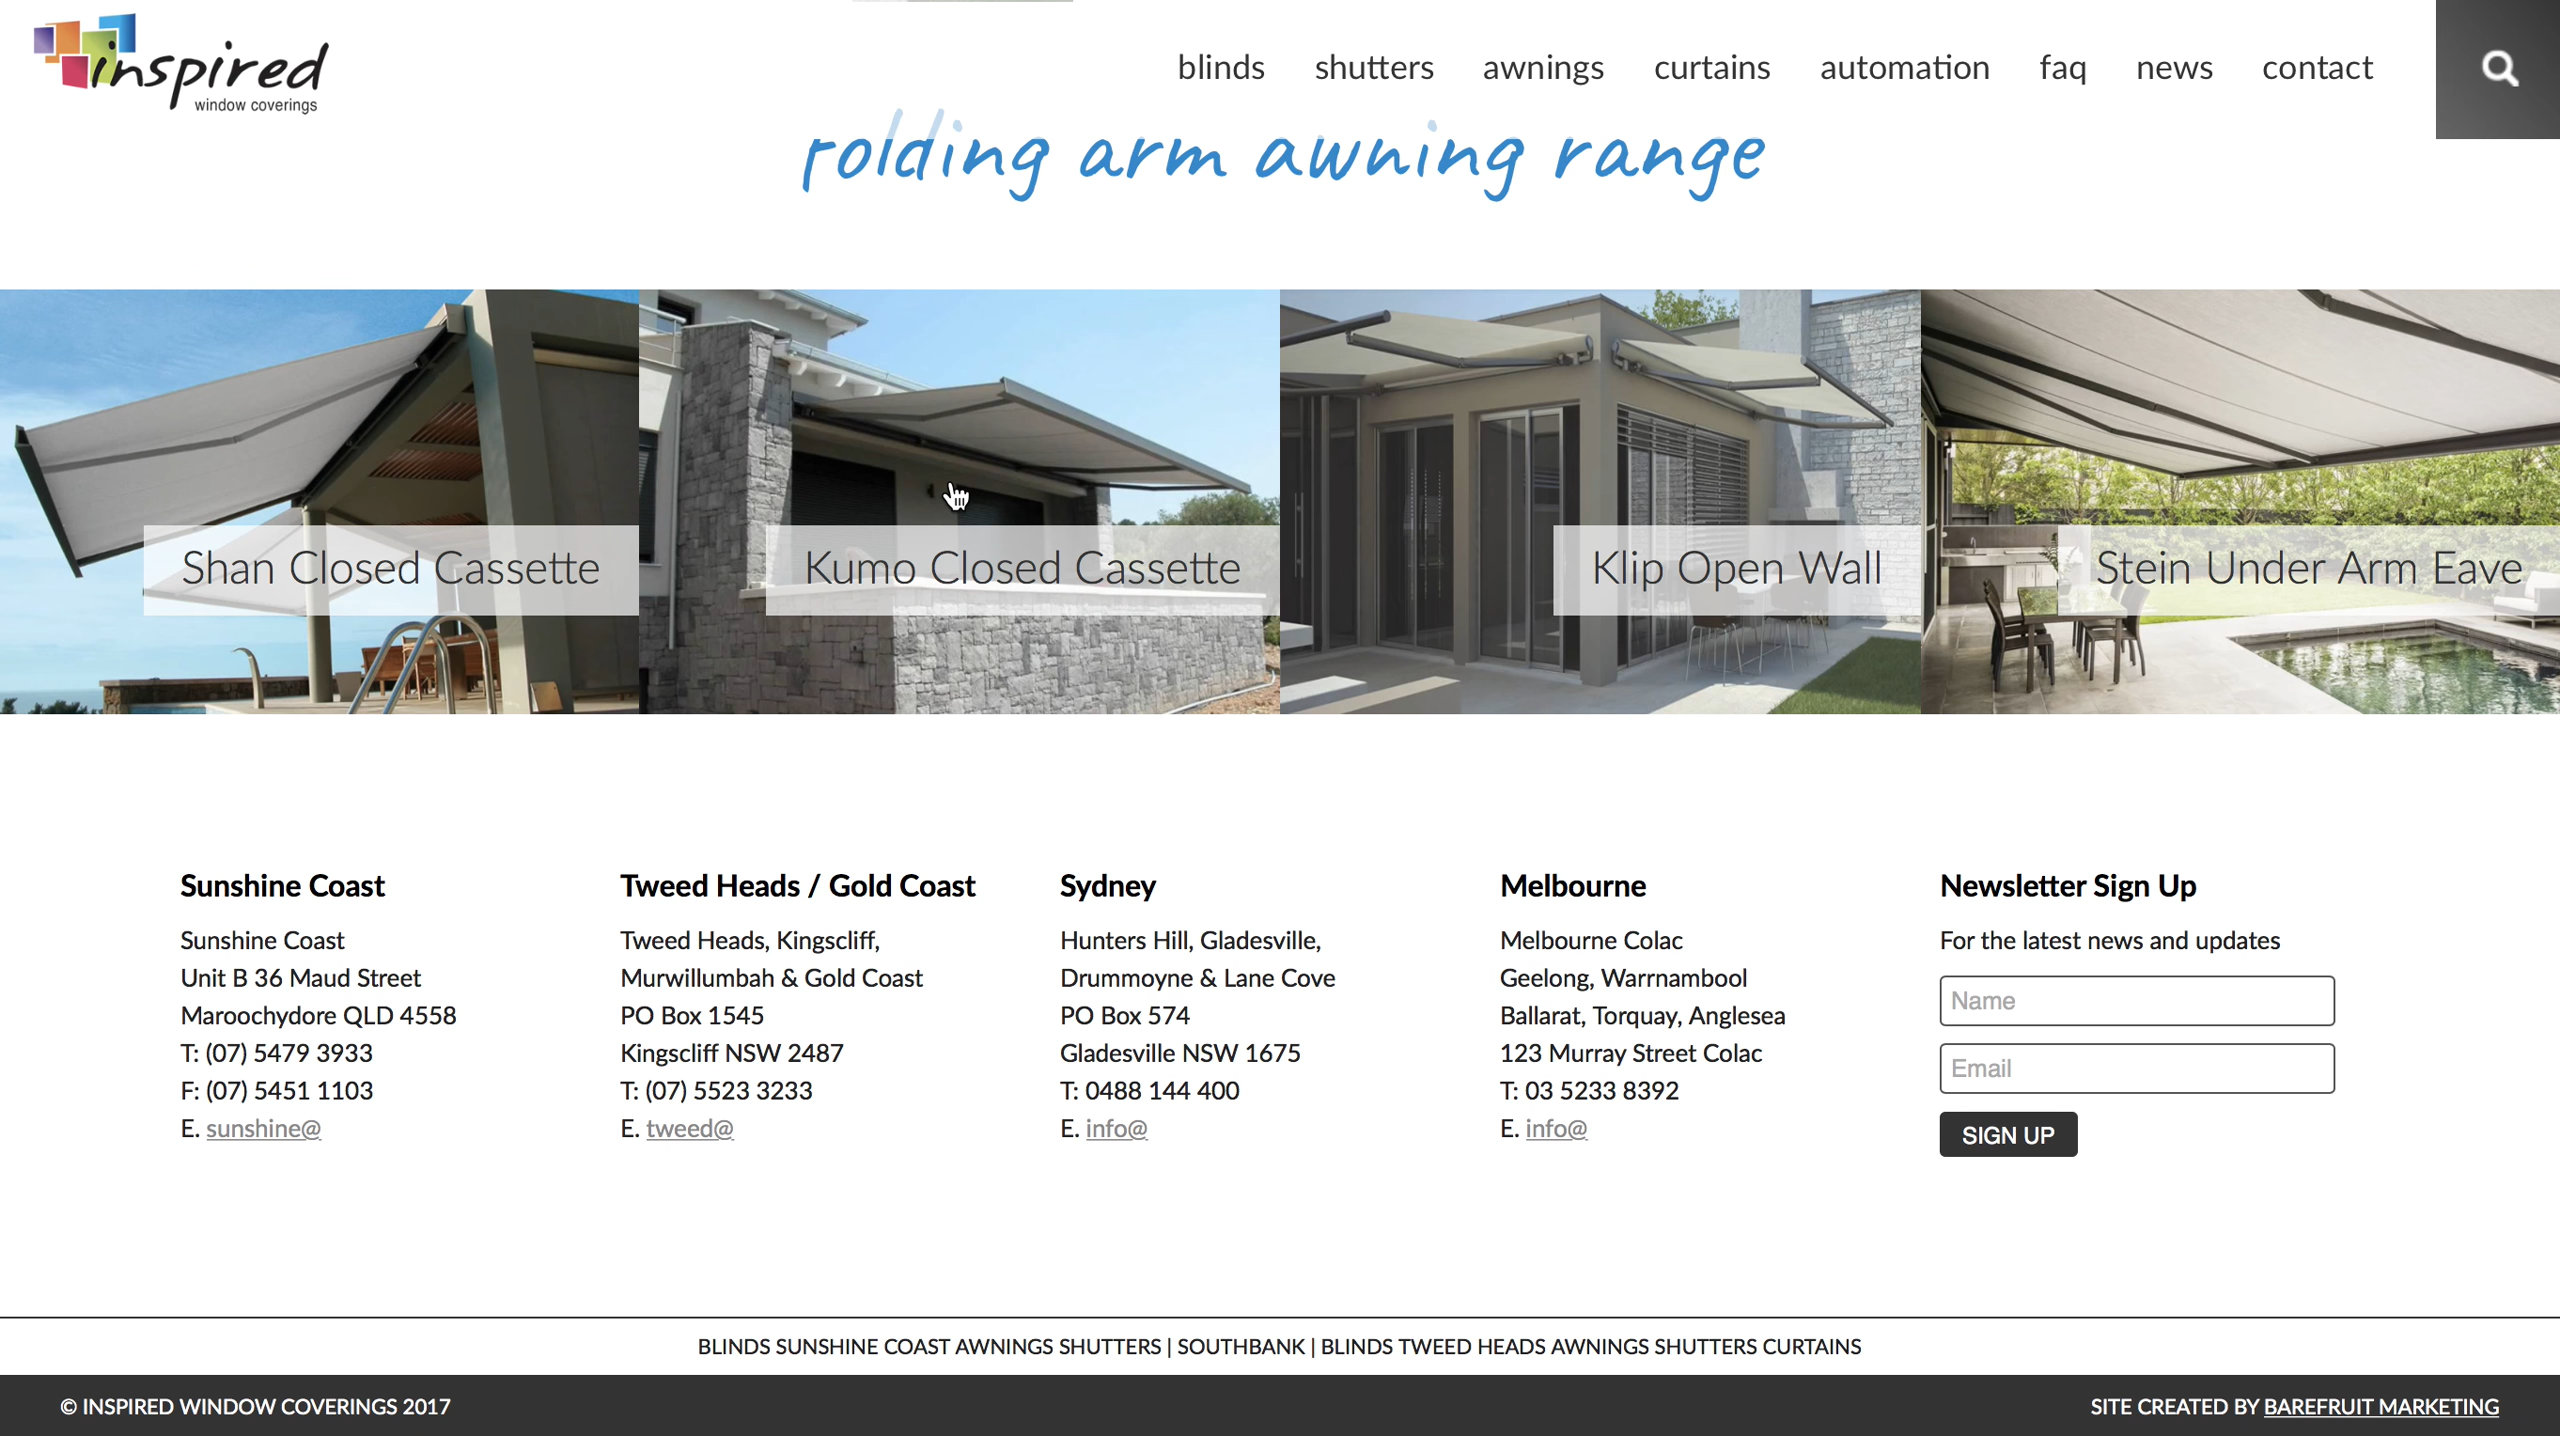 inspired
window coverings
blinds shutters awnings curtains automation faq news contact
folding arm awning range
Shan Closed Cassette
Kumo Closed Cassette
Klip Open Wall
Stein Under Arm Eave
Sunshine Coast
Sunshine Coast
Unit B 36 Maud Street
Maroochydore QLD 4558
T: (07) 5479 3933
F: (07) 5451 1103
E. sunshine@
Tweed Heads / Gold Coast
Tweed Heads, Kingscliff,
Murwillumbah & Gold Coast
PO Box 1545
Kingscliff NSW 2487
T: (07) 5523 3233
E. tweed@
Sydney
Hunters Hill, Gladesville,
Drummoyne & Lane Cove
PO Box 574
Gladesville NSW 1675
T: 0488 144 400
E. info@
Melbourne
Melbourne Colac
Geelong, Warrnambool
Ballarat, Torquay, Anglesea
123 Murray Street Colac
T: 03 5233 8392
E. info@
Newsletter Sign Up
For the latest news and updates
Name
Email
SIGN UP
BLINDS SUNSHINE COAST AWNINGS SHUTTERS | SOUTHBANK | BLINDS TWEED HEADS AWNINGS SHUTTERS CURTAINS
© INSPIRED WINDOW COVERINGS 2017
SITE CREATED BY BAREFRUIT MARKETING